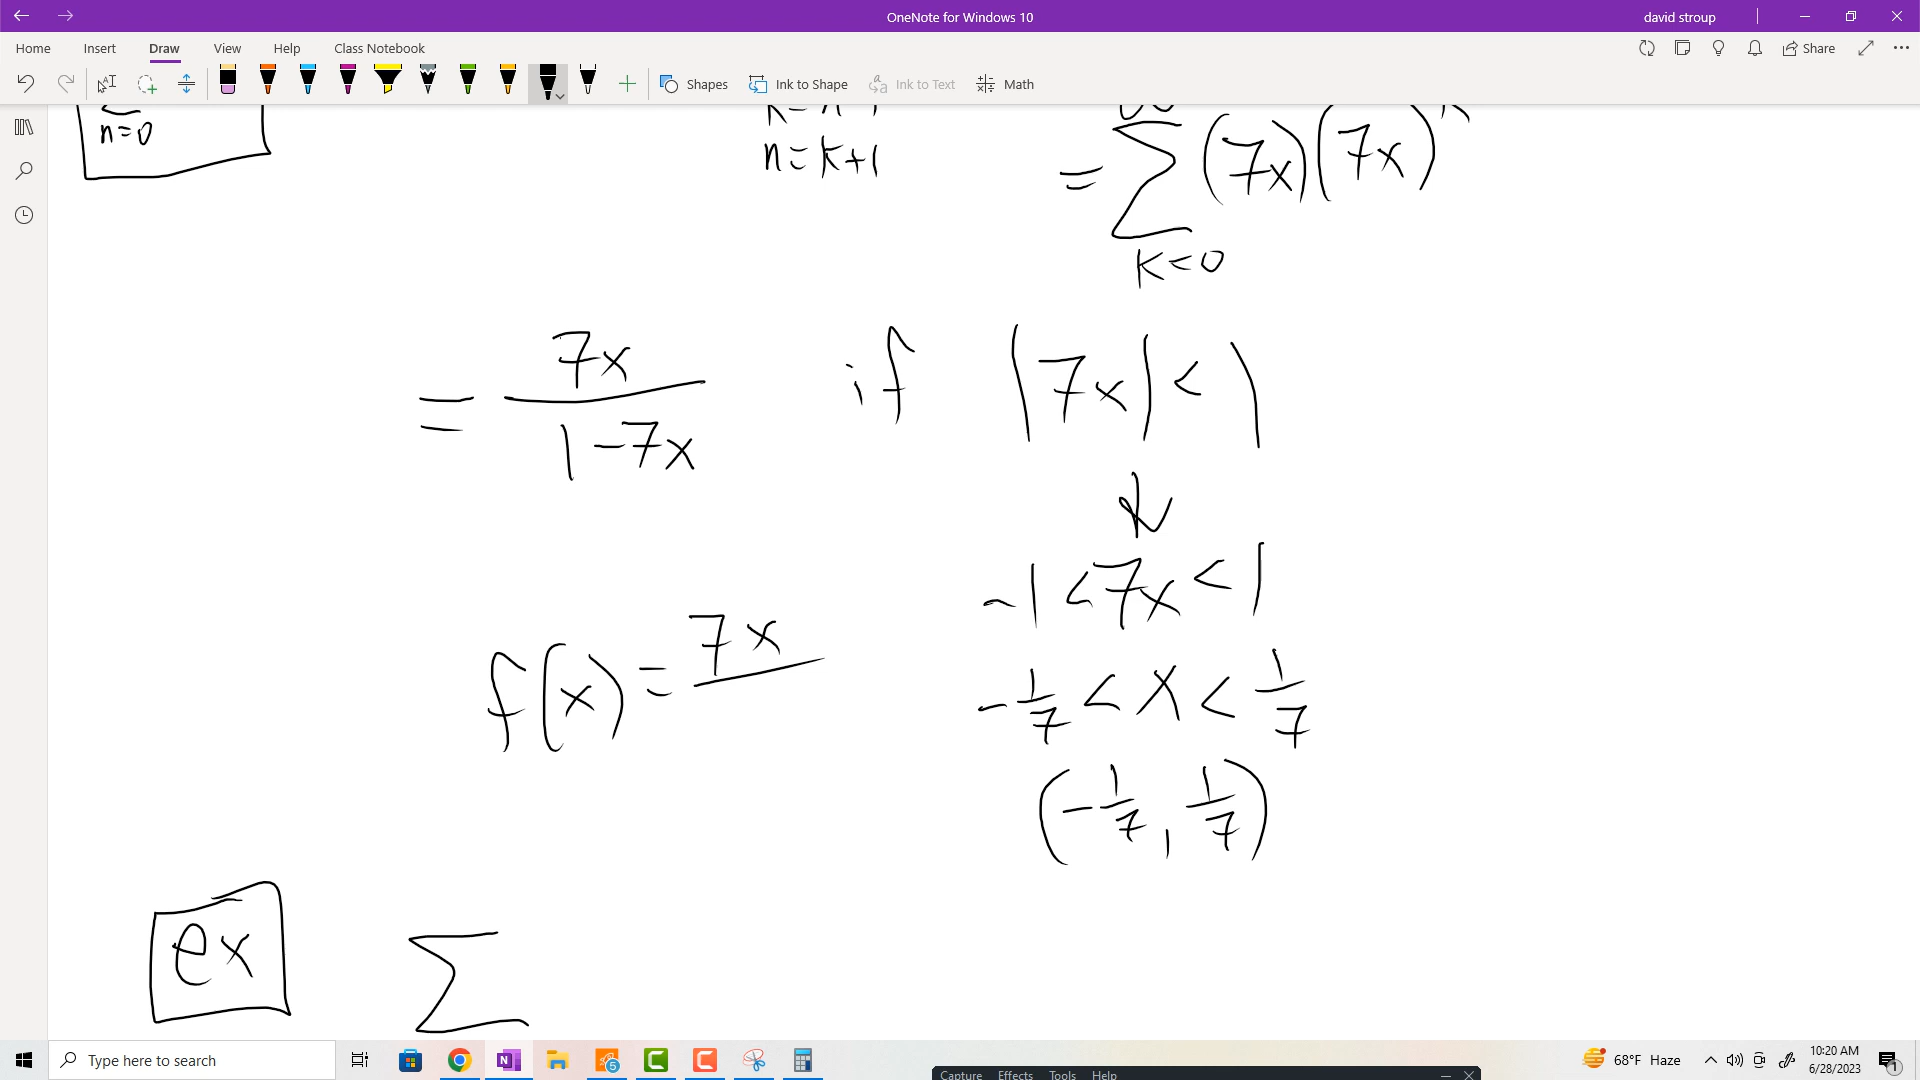 OneNote for Windows 10
david stroup
Home Insert Draw View Help Class Notebook
Share
Shapes Ink to Shape Ink to Text Math
n=0
n=k+1
= ∑ (7x)(7x)^k
k=0
= 7x/(1-7x) if |7x|<1
-1<7x<1
f(x)=7x
-1/7<x<1/7
(-1/7, 1/7)
ex ∑
Type here to search
5
68°F Haze
10:20 AM
6/28/2023
1
Capture Effects Tools Help